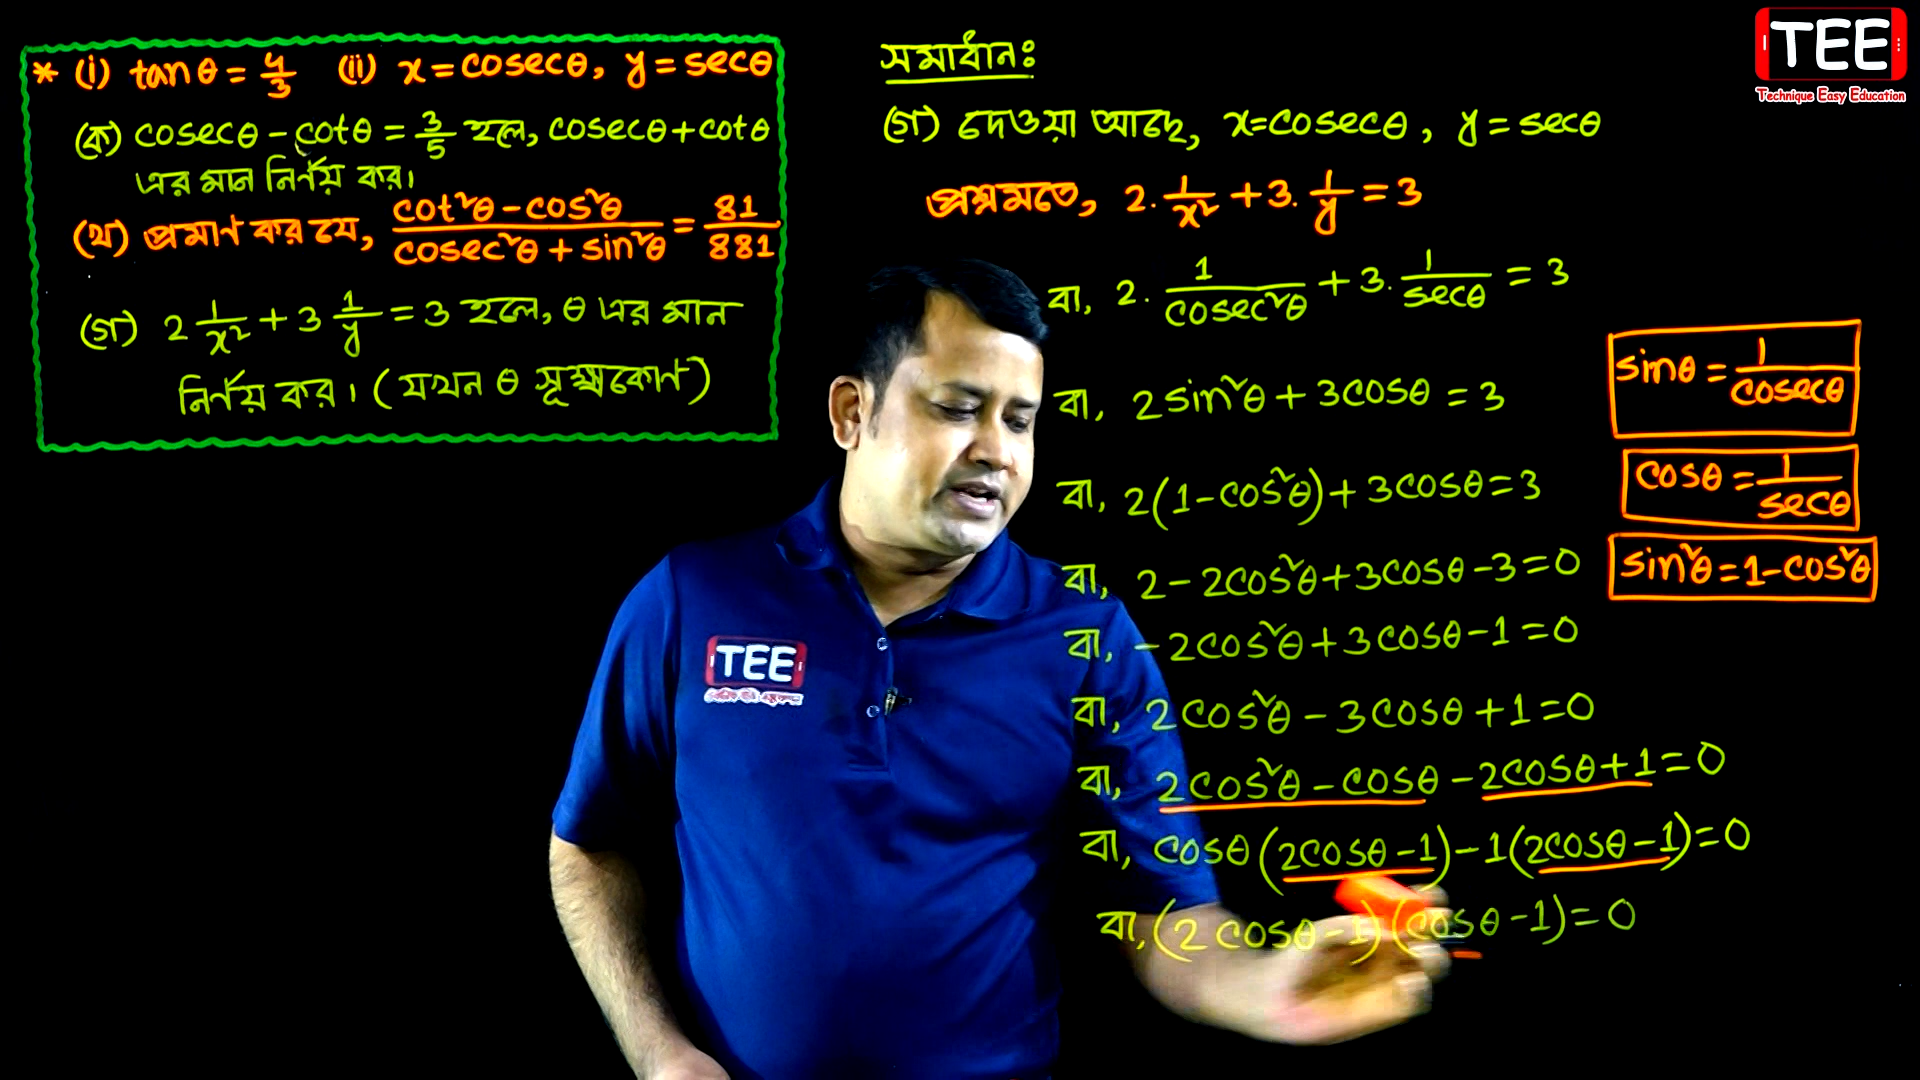 * (i) tanθ = 4/3 (ii) x = cosecθ, y = secθ
(ক) cosecθ - cotθ = 3/5 হলে, cosecθ + cotθ
এর মান নির্ণয় কর।
(খ) প্রমাণ কর যে, (cot²θ - cos²θ)/(cosec²θ + sin²θ) = 81/881
(গ) 2 1/x² + 3 1/y = 3 হলে, θ এর মান
নির্ণয় কর। (যখন θ সূক্ষ্মকোণ)
সমাধানঃ
(গ) দেওয়া আছে, x=cosecθ, y = secθ
প্রশ্নমতে, 2. 1/x² + 3. 1/y = 3
বা, 2. 1/cosec²θ + 3. 1/secθ = 3
বা, 2sin²θ + 3cosθ = 3
বা, 2(1-cos²θ) + 3cosθ = 3
বা, 2 - 2cos²θ + 3cosθ - 3 = 0
বা, -2cos²θ + 3cosθ - 1 = 0
বা, 2cos²θ - 3cosθ + 1 = 0
বা, 2cos²θ - cosθ - 2cosθ + 1 = 0
বা, cosθ (2cosθ - 1) - 1(2cosθ - 1) = 0
বা, (2cosθ - 1)(cosθ - 1) = 0
sinθ = 1/cosecθ
cosθ = 1/secθ
sin²θ = 1 - cos²θ
TEE
Technique Easy Education
TEE